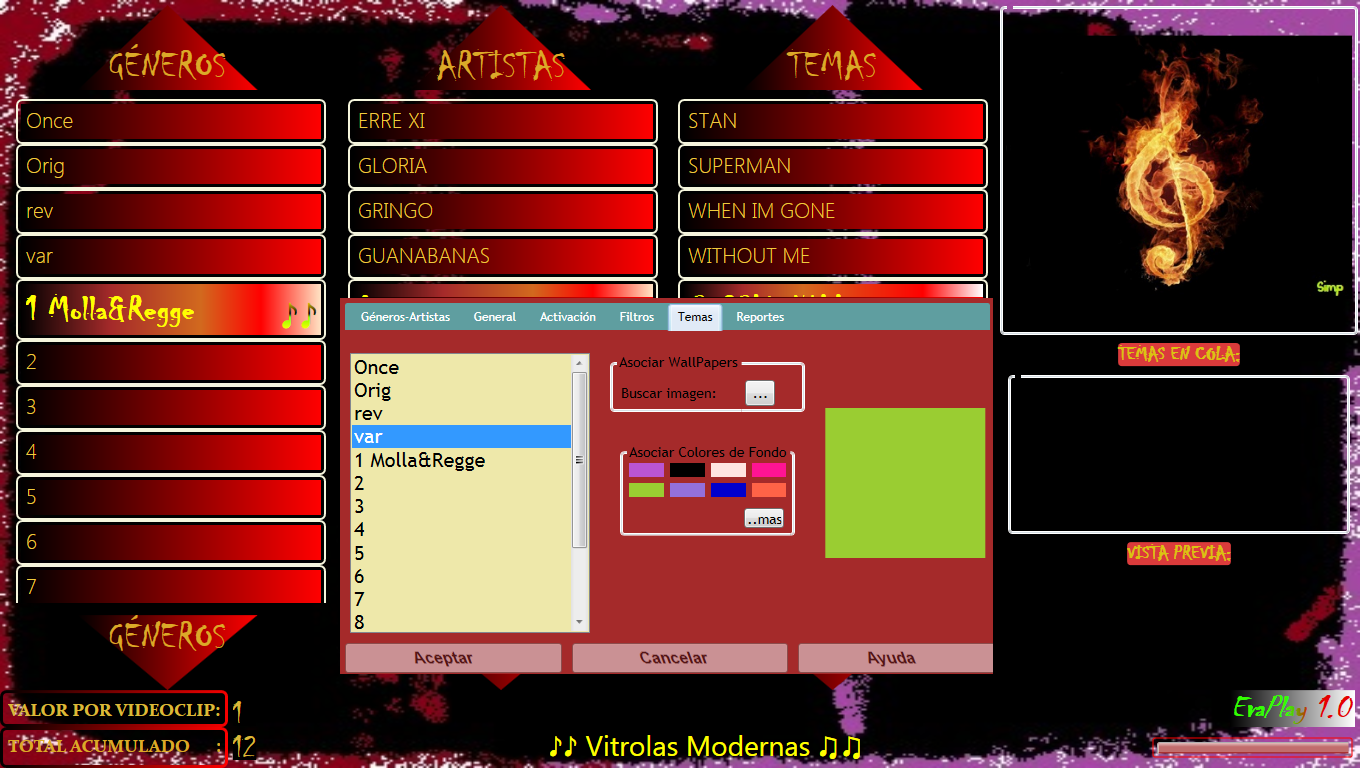 GÉNEROS
Once
Orig
rev
var
1 Molla&Regge
2
3
4
5
6
7
GÉNEROS
ARTISTAS
ERRE XI
GLORIA
GRINGO
GUANABANAS
TEMAS
STAN
SUPERMAN
WHEN IM GONE
WITHOUT ME
Géneros-Artistas General Activación Filtros Temas Reportes
Once
Orig
rev
var
1 Molla&Regge
2
3
4
5
6
7
8
Asociar WallPapers
Buscar imagen: ...
Asociar Colores de Fondo
..mas
Aceptar Cancelar Ayuda
Simp
TEMAS EN COLA:
VISTA PREVIA:
VALOR POR VIDEOCLIP: 1
TOTAL ACUMULADO : 12
♪♪ Vitrolas Modernas ♫♫
EvaPlay 1.0